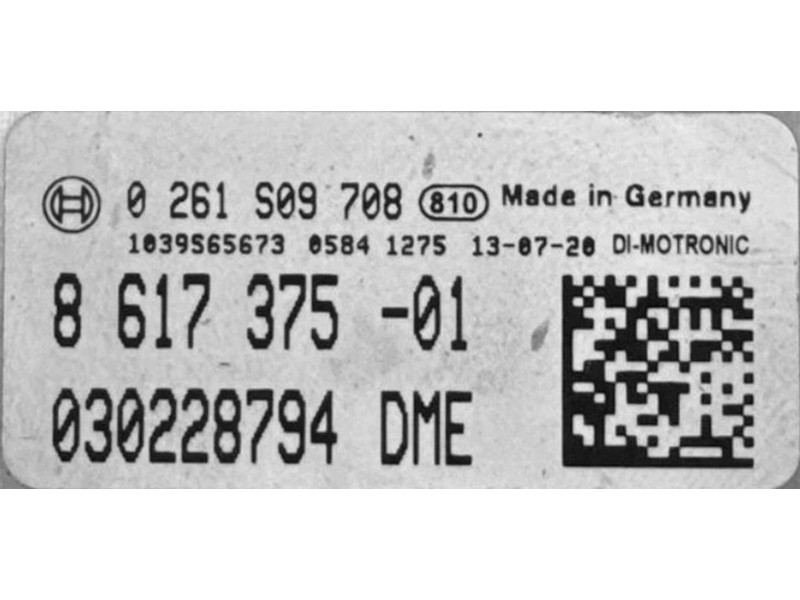 0 261 S09 708 810 Made in Germany
1039S65673 0584 1275 13-07-20 DI-MOTRONIC
8 617 375 -01
030228794 DME